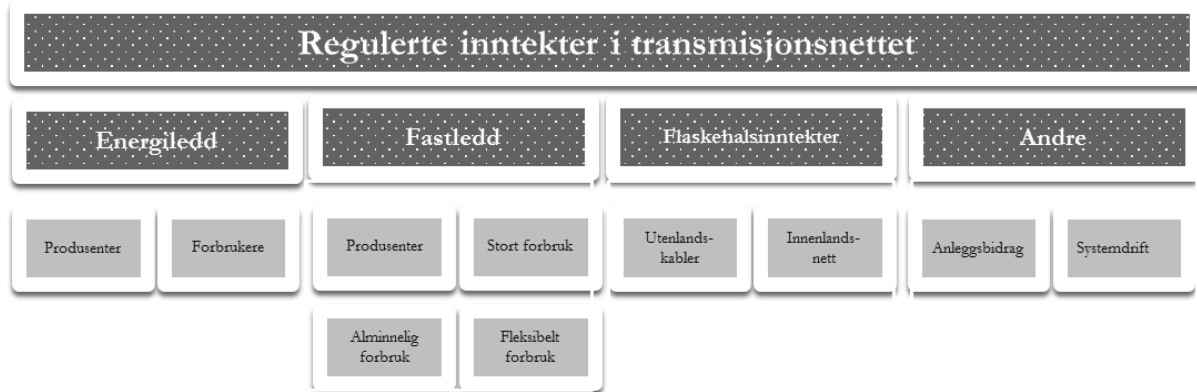 Regulerte inntekter i transmisjonsnettet
Energiledd
Fastledd
Flaskehalsinntekter
Andre
Produsenter
Forbrukere
Produsenter
Stort forbruk
Utenlands-
kabler
Innenlands-
nett
Anleggsbidrag
Systemdrift
Alminnelig
forbruk
Fleksibelt
forbruk